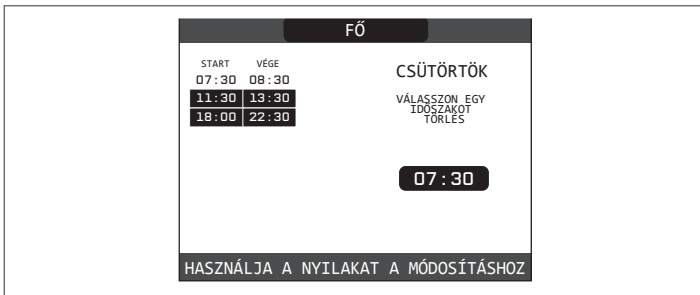 FŐ
START VÉGE
07:30 08:30
11:30 13:30
18:00 22:30
CSÜTÖRTÖK
VÁLASSZON EGY
IDŐSZAKOT
TÖRLÉS
07:30
HASZNÁLJA A NYILAKAT A MÓDOSÍTÁSHOZ